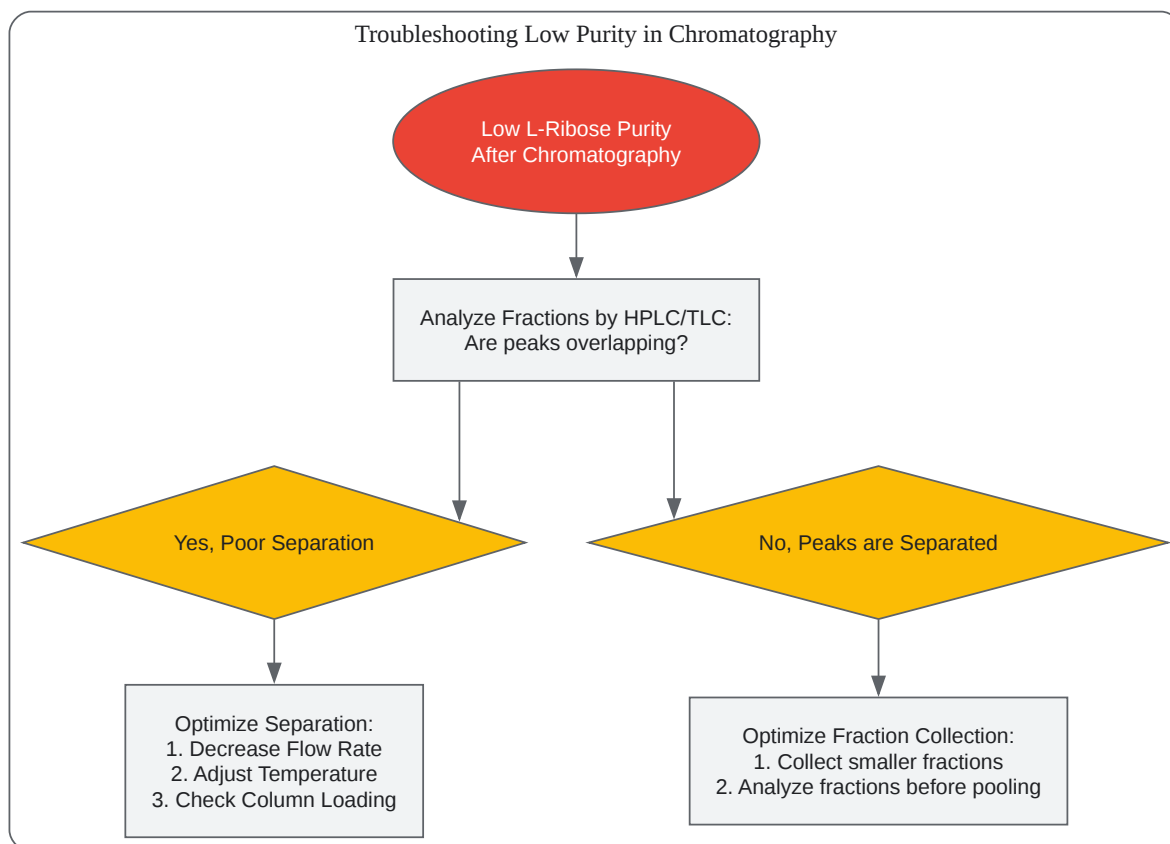 Troubleshooting Low Purity in Chromatography
Low L-Ribose Purity
After Chromatography
Analyze Fractions by HPLC/TLC:
Are peaks overlapping?
Yes, Poor Separation
No, Peaks are Separated
Optimize Separation:
1. Decrease Flow Rate
2. Adjust Temperature
3. Check Column Loading
Optimize Fraction Collection:
1. Collect smaller fractions
2. Analyze fractions before pooling